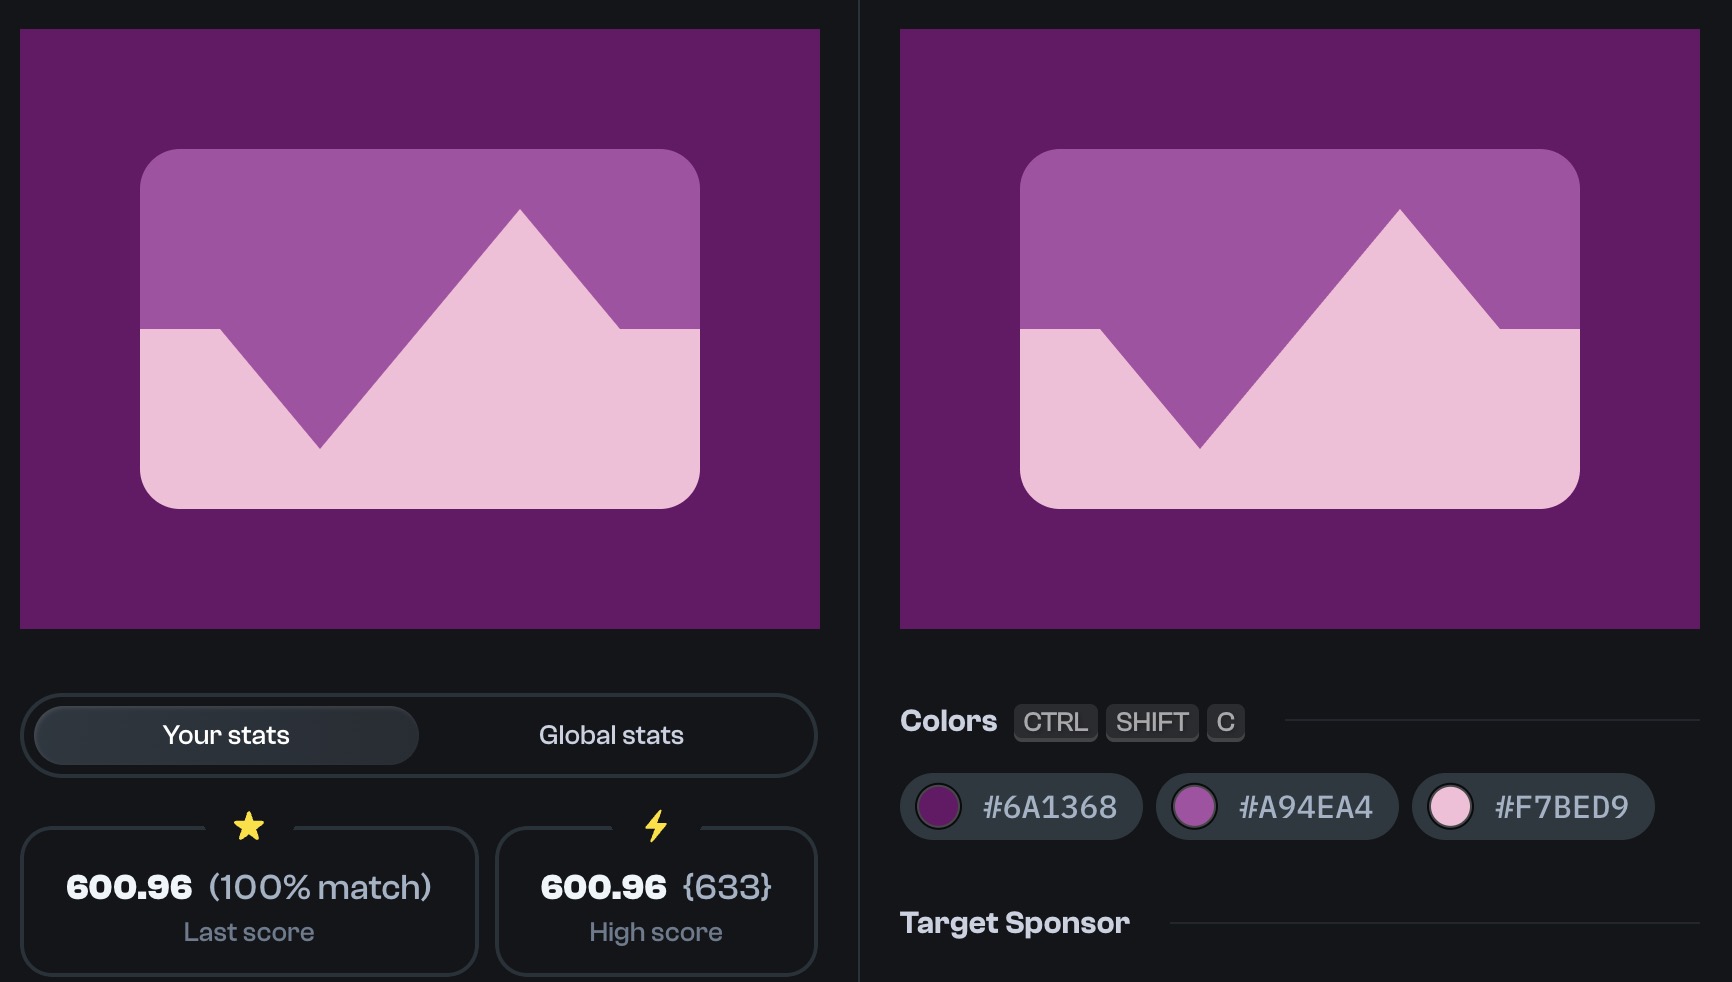 Your stats
Global stats
600.96 (100% match)
Last score
600.96 {633}
High score
Colors CTRL SHIFT C
#6A1368
#A94EA4
#F7BED9
Target Sponsor